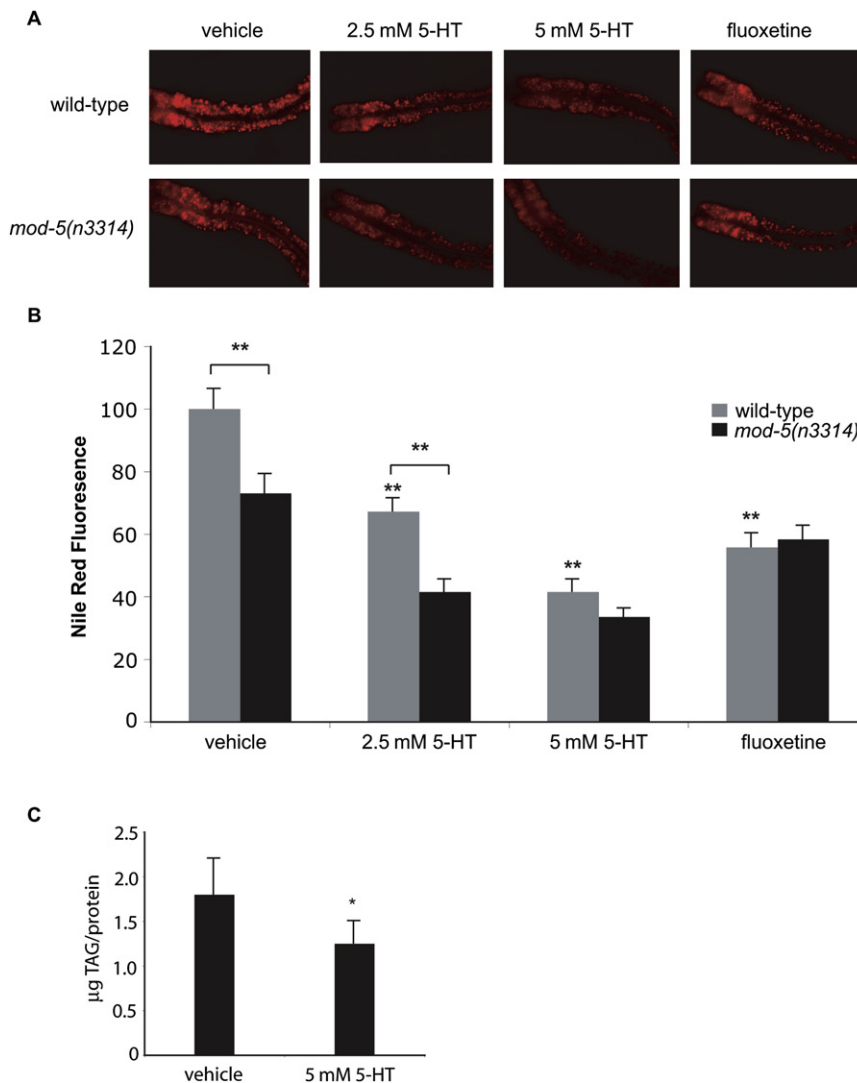 A
vehicle 2.5 mM 5-HT 5 mM 5-HT fluoxetine
wild-type
mod-5(n3314)
B
Nile Red Fluoresence
120
100
80
60
40
20
0
**
**
**
**
**
wild-type
mod-5(n3314)
vehicle 2.5 mM 5-HT 5 mM 5-HT fluoxetine
C
µg TAG/protein
2.5
2.0
1.5
1.0
0.5
0
*
vehicle 5 mM 5-HT